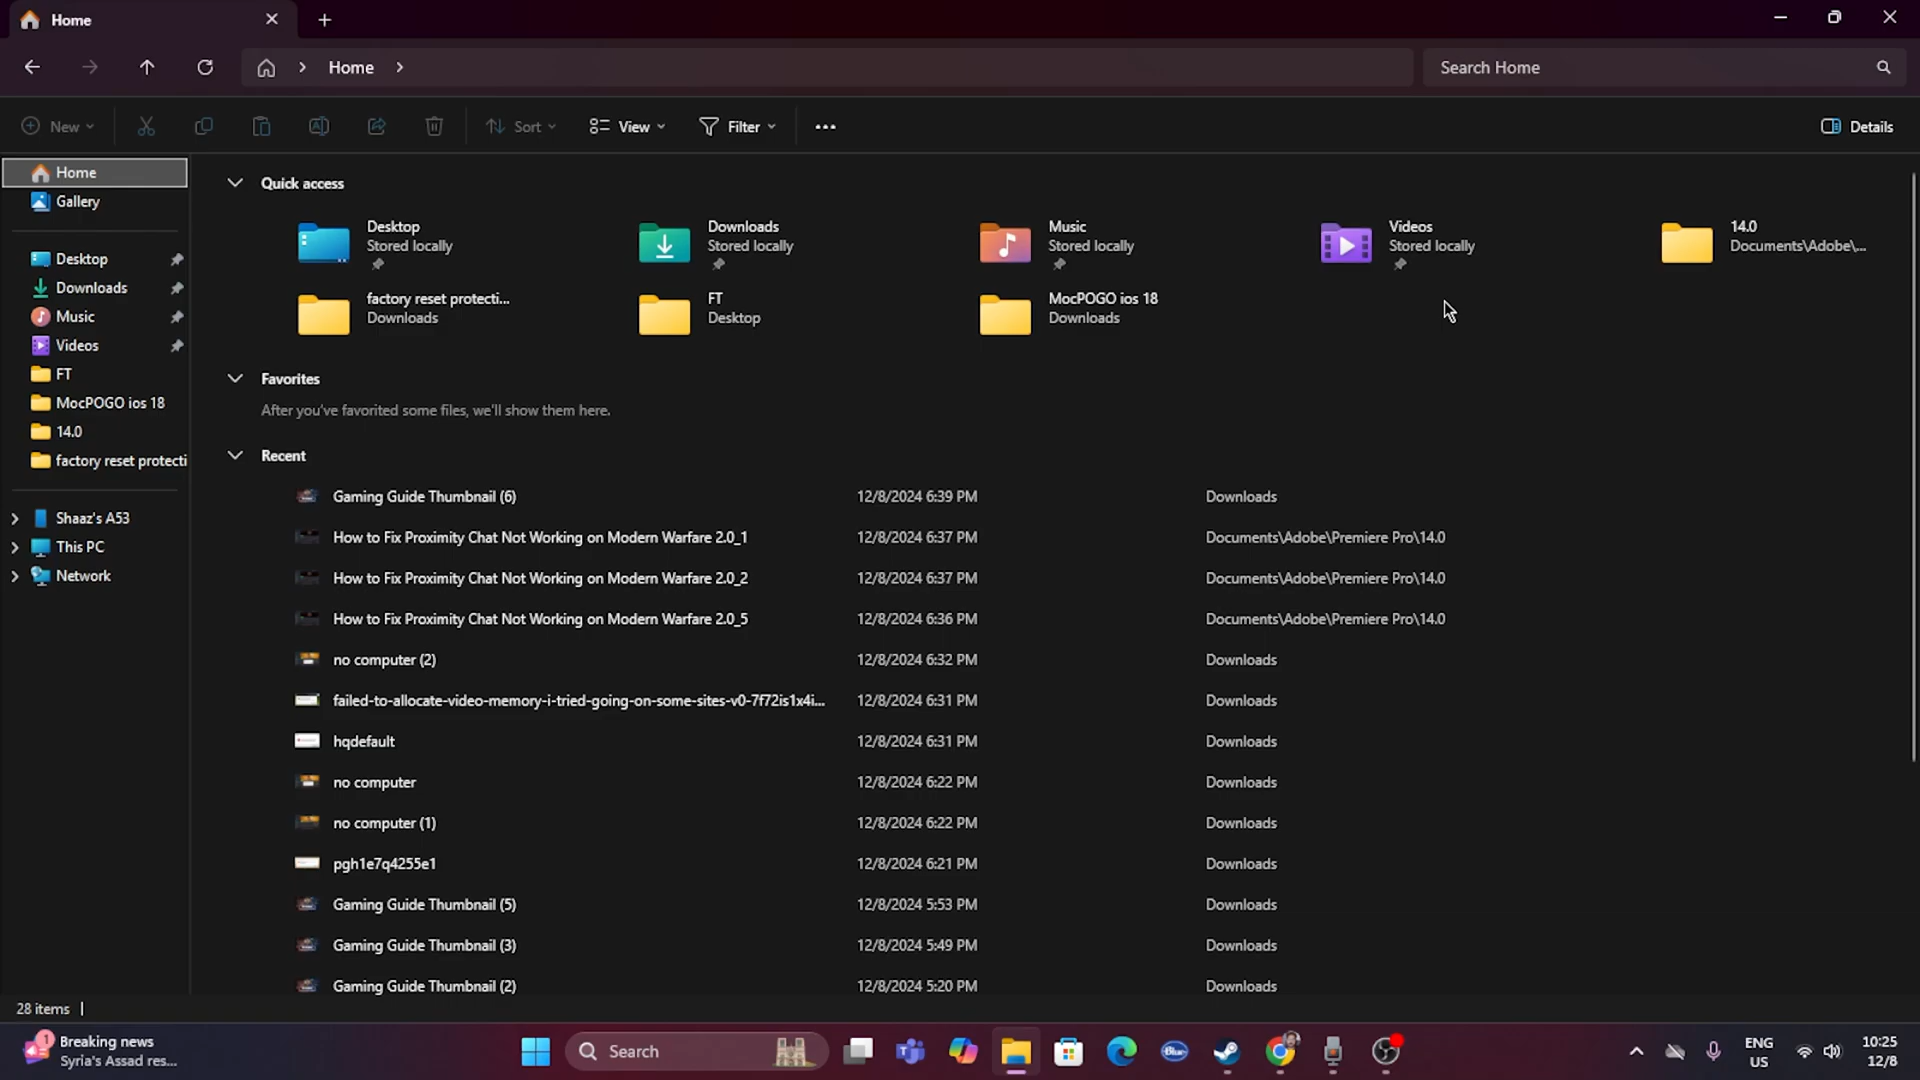 Home
Home
Search Home
New
Sort
View
Filter
Details
Home
Gallery
Desktop
Downloads
Music
Videos
FT
MocPOGO ios 18
14.0
factory reset protecti
Shaaz's A53
This PC
Network
Quick access
Desktop
Stored locally
Downloads
Stored locally
Music
Stored locally
Videos
Stored locally
14.0
Documents\Adobe\...
factory reset protecti...
Downloads
FT
Desktop
MocPOGO ios 18
Downloads
Favorites
After you've favorited some files, we'll show them here.
Recent
Gaming Guide Thumbnail (6) 12/8/2024 6:39 PM Downloads
How to Fix Proximity Chat Not Working on Modern Warfare 2.0_1 12/8/2024 6:37 PM Documents\Adobe\Premiere Pro\14.0
How to Fix Proximity Chat Not Working on Modern Warfare 2.0_2 12/8/2024 6:37 PM Documents\Adobe\Premiere Pro\14.0
How to Fix Proximity Chat Not Working on Modern Warfare 2.0_5 12/8/2024 6:36 PM Documents\Adobe\Premiere Pro\14.0
no computer (2) 12/8/2024 6:32 PM Downloads
failed-to-allocate-video-memory-i-tried-going-on-some-sites-v0-7f72is1x4i... 12/8/2024 6:31 PM Downloads
hqdefault 12/8/2024 6:31 PM Downloads
no computer 12/8/2024 6:22 PM Downloads
no computer (1) 12/8/2024 6:22 PM Downloads
pgh1e7q4255e1 12/8/2024 6:21 PM Downloads
Gaming Guide Thumbnail (5) 12/8/2024 5:53 PM Downloads
Gaming Guide Thumbnail (3) 12/8/2024 5:49 PM Downloads
Gaming Guide Thumbnail (2) 12/8/2024 5:20 PM Downloads
28 items
1
Breaking news
Syria's Assad res...
Search
Blue
ENG
US
10:25
12/8